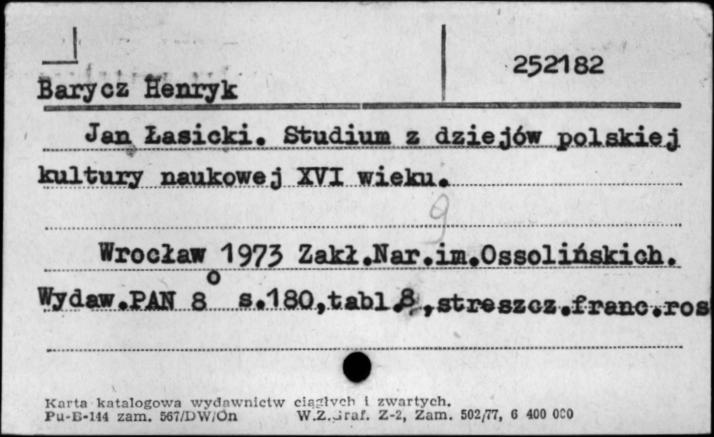 252182
Barycz Henryk
Jan Łasicki. Studium z dziejów polskiej
kultury naukowej XVI wieku.
9
Wrocław 1973 Zakł.Nar.im.Ossolińskich.
Wydaw.PAN 8° s.180,tabl.8,streszcz.franc.ros
Karta katalogowa wydawnictw ciągłych i zwartych.
Pu-B-144 zam. 567/DW/On W.Z.Graf. Z-2, Zam. 502/77, 6 400 000